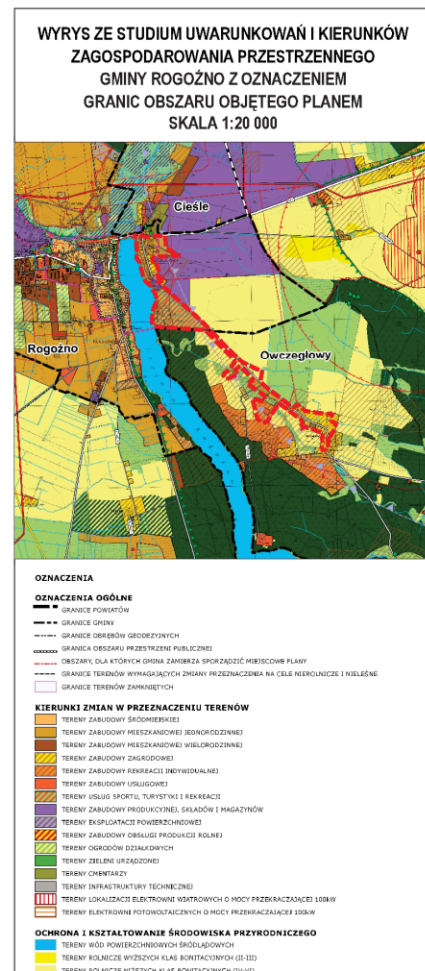 WYRYS ZE STUDIUM UWARUNKOWAŃ I KIERUNKÓW
ZAGOSPODAROWANIA PRZESTRZENNEGO
GMINY ROGOŹNO Z OZNACZENIEM
GRANIC OBSZARU OBJĘTEGO PLANEM
SKALA 1:20 000
Cieśle
Rogoźno
Owczegłowy
OZNACZENIA
OZNACZENIA OGÓLNE
GRANICE POWIATÓW
GRANICE GMINY
GRANICE OBRĘBÓW GEODEZYJNYCH
GRANICA OBSZARU PRZESTRZENI PUBLICZNEJ
OBSZARY, DLA KTÓRYCH GMINA ZAMIERZA SPORZĄDZIĆ MIEJSCOWE PLANY
GRANICE TERENÓW WYMAGAJĄCYCH ZMIANY PRZEZNACZENIA NA CELE NIEROLNICZE I NIELEŚNE
GRANICE TERENÓW ZAMKNIĘTYCH
KIERUNKI ZMIAN W PRZEZNACZENIU TERENÓW
TERENY ZABUDOWY ŚRÓDMIEJSKIEJ
TERENY ZABUDOWY MIESZKANIOWEJ JEDNORODZINNEJ
TERENY ZABUDOWY MIESZKANIOWEJ WIELORODZINNEJ
TERENY ZABUDOWY ZAGRODOWEJ
TERENY ZABUDOWY REKREACJI INDYWIDUALNEJ
TERENY ZABUDOWY USŁUGOWEJ
TERENY USŁUG SPORTU, TURYSTYKI I REKREACJI
TERENY ZABUDOWY PRODUKCYJNEJ, SKŁADÓW I MAGAZYNÓW
TERENY EKSPLOATACJI POWIERZCHNIOWEJ
TERENY ZABUDOWY OBSŁUGI PRODUKCJI ROLNEJ
TERENY OGRODÓW DZIAŁKOWYCH
TERENY ZIELENI URZĄDZONEJ
TERENY CMENTARZY
TERENY INFRASTRUKTURY TECHNICZNEJ
TERENY LOKALIZACJI ELEKTROWNI WIATROWYCH O MOCY PRZEKRACZAJĄCEJ 100kW
TERENY ELEKTROWNI FOTOWOLTAICZNYCH O MOCY PRZEKRACZAJĄCEJ 100kW
OCHRONA I KSZTAŁTOWANIE ŚRODOWISKA PRZYRODNICZEGO
TERENY WÓD POWIERZCHNIOWYCH ŚRÓDLĄDOWYCH
TERENY ROLNICZE WYŻSZYCH KLAS BONITACYJNYCH (II-III)
TERENY ROLNICZE NIŻSZYCH KLAS BONITACYJNYCH (IV-VI)